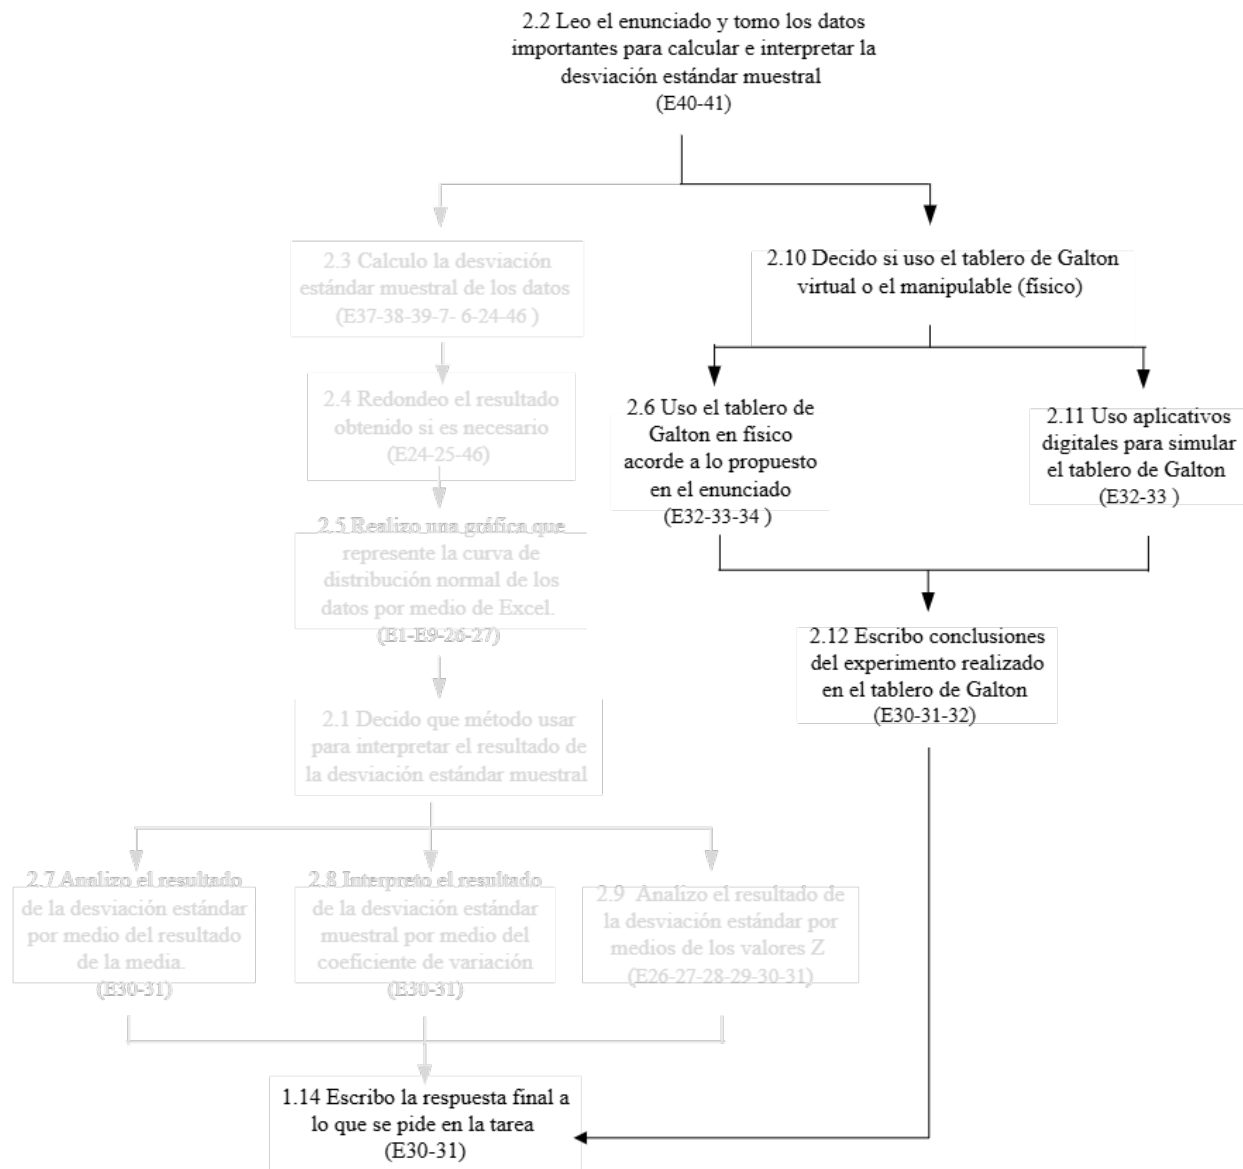 2.2 Leo el enunciado y tomo los datos
importantes para calcular e interpretar la
desviación estándar muestral
(E40-41)
2.3 Calculo la desviación
estándar muestral de los datos
(E37-38-39-7- 6-24-46 )
2.10 Decido si uso el tablero de Galton
virtual o el manipulable (físico)
2.4 Redondeo el resultado
obtenido si es necesario
(E24-25-46)
2.6 Uso el tablero de
Galton en físico
acorde a lo propuesto
en el enunciado
(E32-33-34 )
2.11 Uso aplicativos
digitales para simular
el tablero de Galton
(E32-33 )
2.5 Realizo una gráfica que
represente la curva de
distribución normal de los
datos por medio de Excel.
(E1-E9-26-27)
2.12 Escribo conclusiones
del experimento realizado
en el tablero de Galton
(E30-31-32)
2.1 Decido que método usar
para interpretar el resultado de
la desviación estándar muestral
2.7 Analizo el resultado
de la desviación estándar
por medio del resultado
de la media.
(E30-31)
2.8 Interpreto el resultado
de la desviación estándar
muestral por medio del
coeficiente de variación
(E30-31)
2.9 Analizo el resultado de
la desviación estándar por
medios de los valores Z
(E26-27-28-29-30-31)
1.14 Escribo la respuesta final a
lo que se pide en la tarea
(E30-31)